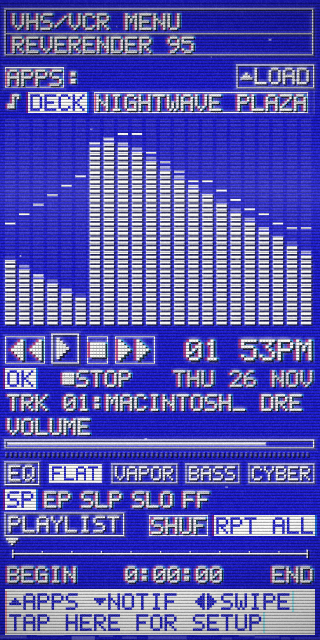 VHS/VCR MENU
REVERENDER 95
APPS: LOAD
DECK NIGHTWAVE PLAZA
01 53PM
OK STOP THU 26 NOV
TRK 01:MACINTOSH_ DRE
VOLUME
EQ FLAT VAPOR BASS CYBER
SP EP SLP SLO FF
PLAYLIST SHUF RPT ALL
BEGIN 0:00:00 END
APPS NOTIF SWIPE
TAP HERE FOR SETUP